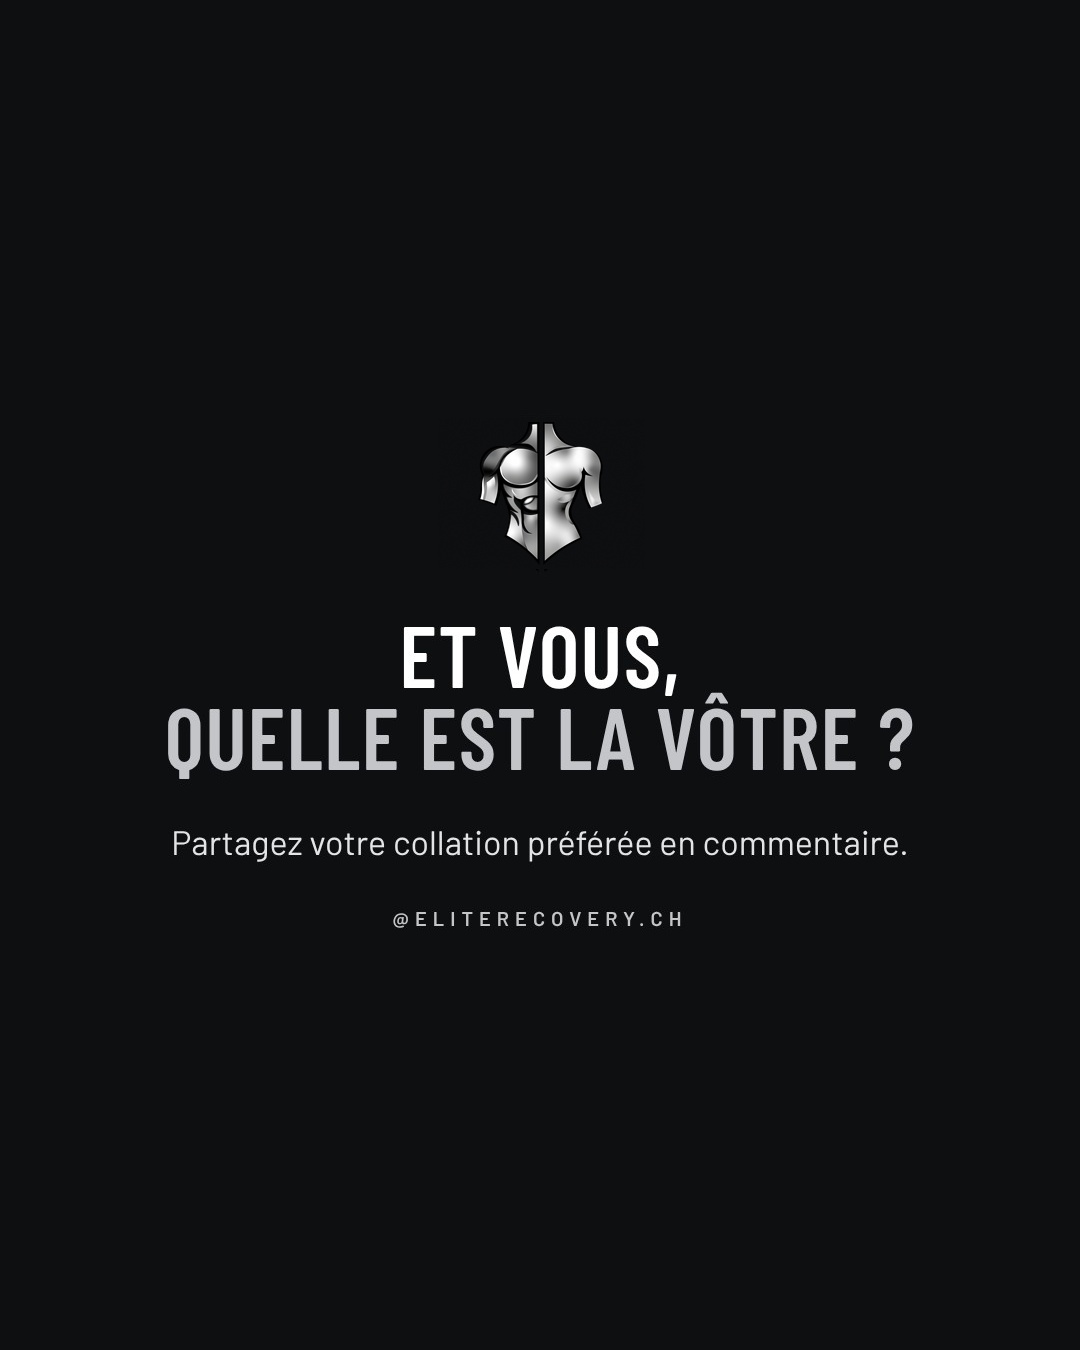 ET VOUS,
QUELLE EST LA VÔTRE ?
Partagez votre collation préférée en commentaire.
@ELITERECOVERY.CH